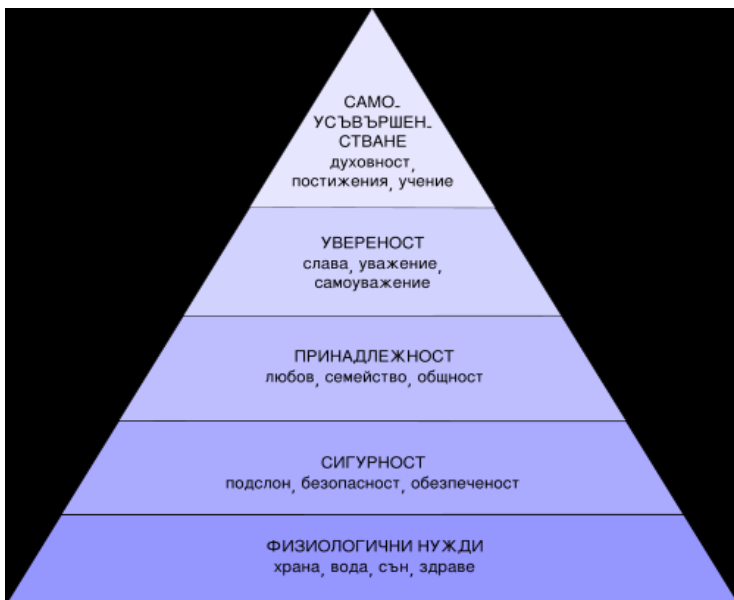 САМО-
УСЪВЪРШЕН-
СТВАНЕ
духовност,
постижения, учение
УВЕРЕНОСТ
слава, уважение,
самоуважение
ПРИНАДЛЕЖНОСТ
любов, семейство, общност
СИГУРНОСТ
подслон, безопасност, обезпеченост
ФИЗИОЛОГИЧНИ НУЖДИ
храна, вода, сън, здраве